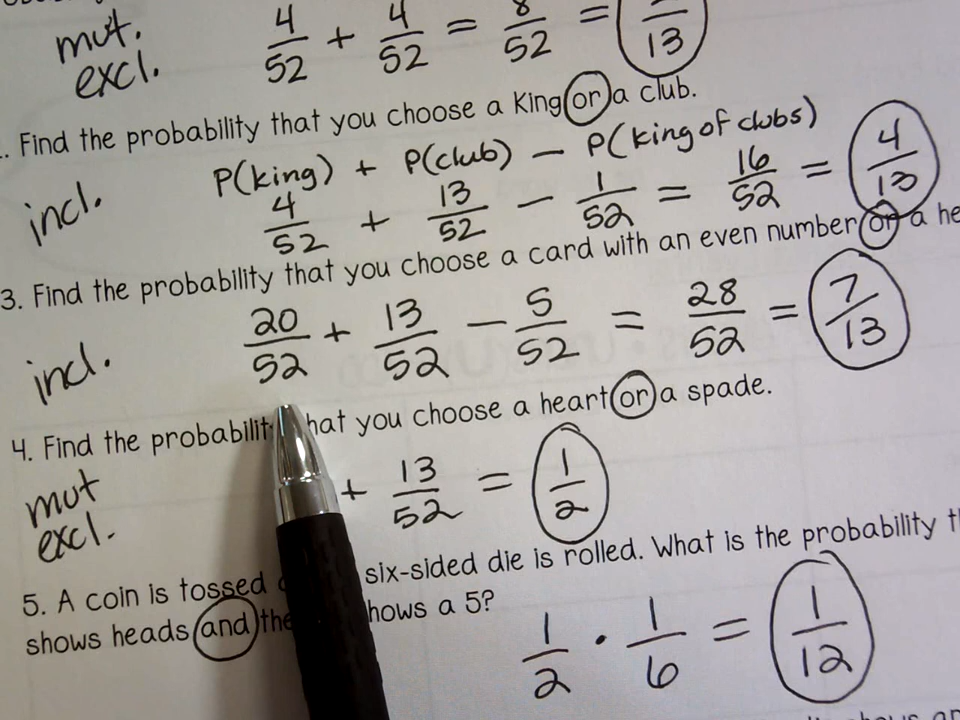 mut.
excl.
4/52 + 4/52 = 8/52 = /13
. Find the probability that you choose a King or a club.
incl.
P(king) + P(club) − P(king of clubs)
4/52 + 13/52 − 1/52 = 16/52 = 4/13
3. Find the probability that you choose a card with an even number or a he
incl.
20/52 + 13/52 − 5/52 = 28/52 = 7/13
4. Find the probabilit hat you choose a heart or a spade.
mut
excl.
+ 13/52 = 1/2
5. A coin is tossed six-sided die is rolled. What is the probability th
shows heads and the hows a 5?
1/2 · 1/6 = 1/12